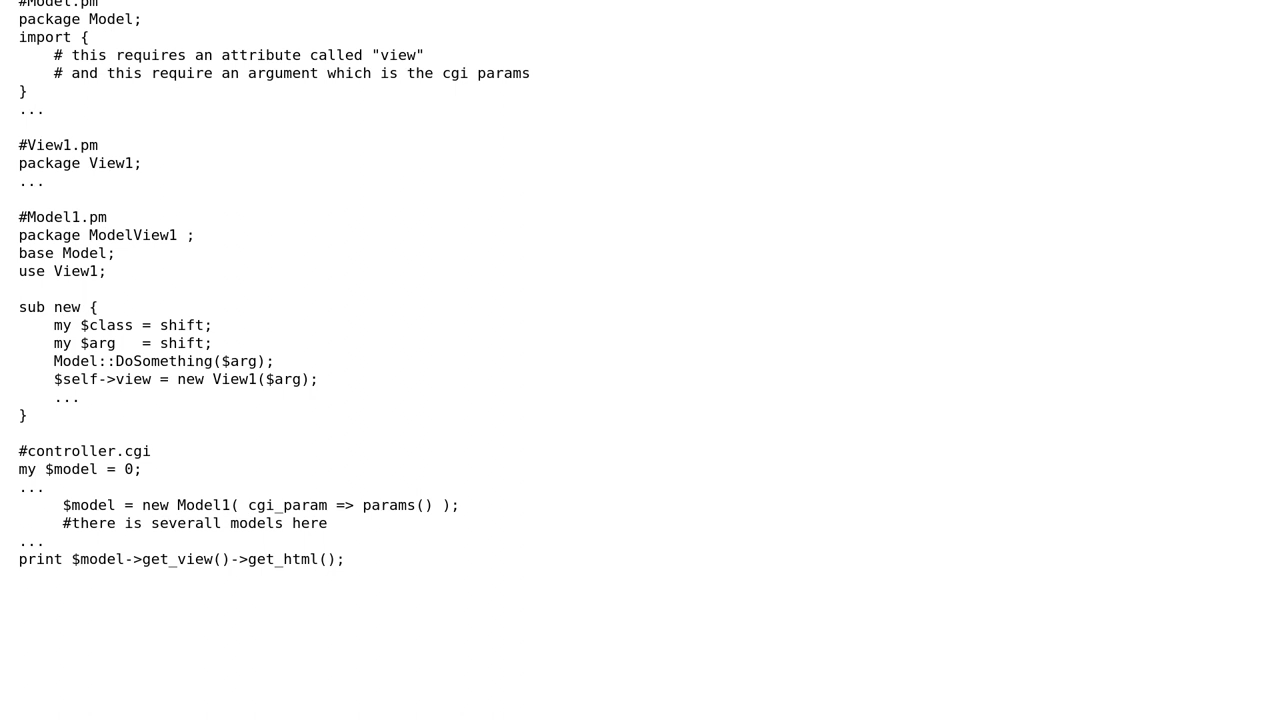 #Model.pm
package Model;
import {
    # this requires an attribute called "view"
    # and this require an argument which is the cgi params
}
...

#View1.pm
package View1;
...

#Model1.pm
package ModelView1 ;
base Model;
use View1;

sub new {
    my $class = shift;
    my $arg   = shift;
    Model::DoSomething($arg);
    $self->view = new View1($arg);
    ...
}

#controller.cgi
my $model = 0;
...
     $model = new Model1( cgi_param => params() );
     #there is severall models here
...
print $model->get_view()->get_html();